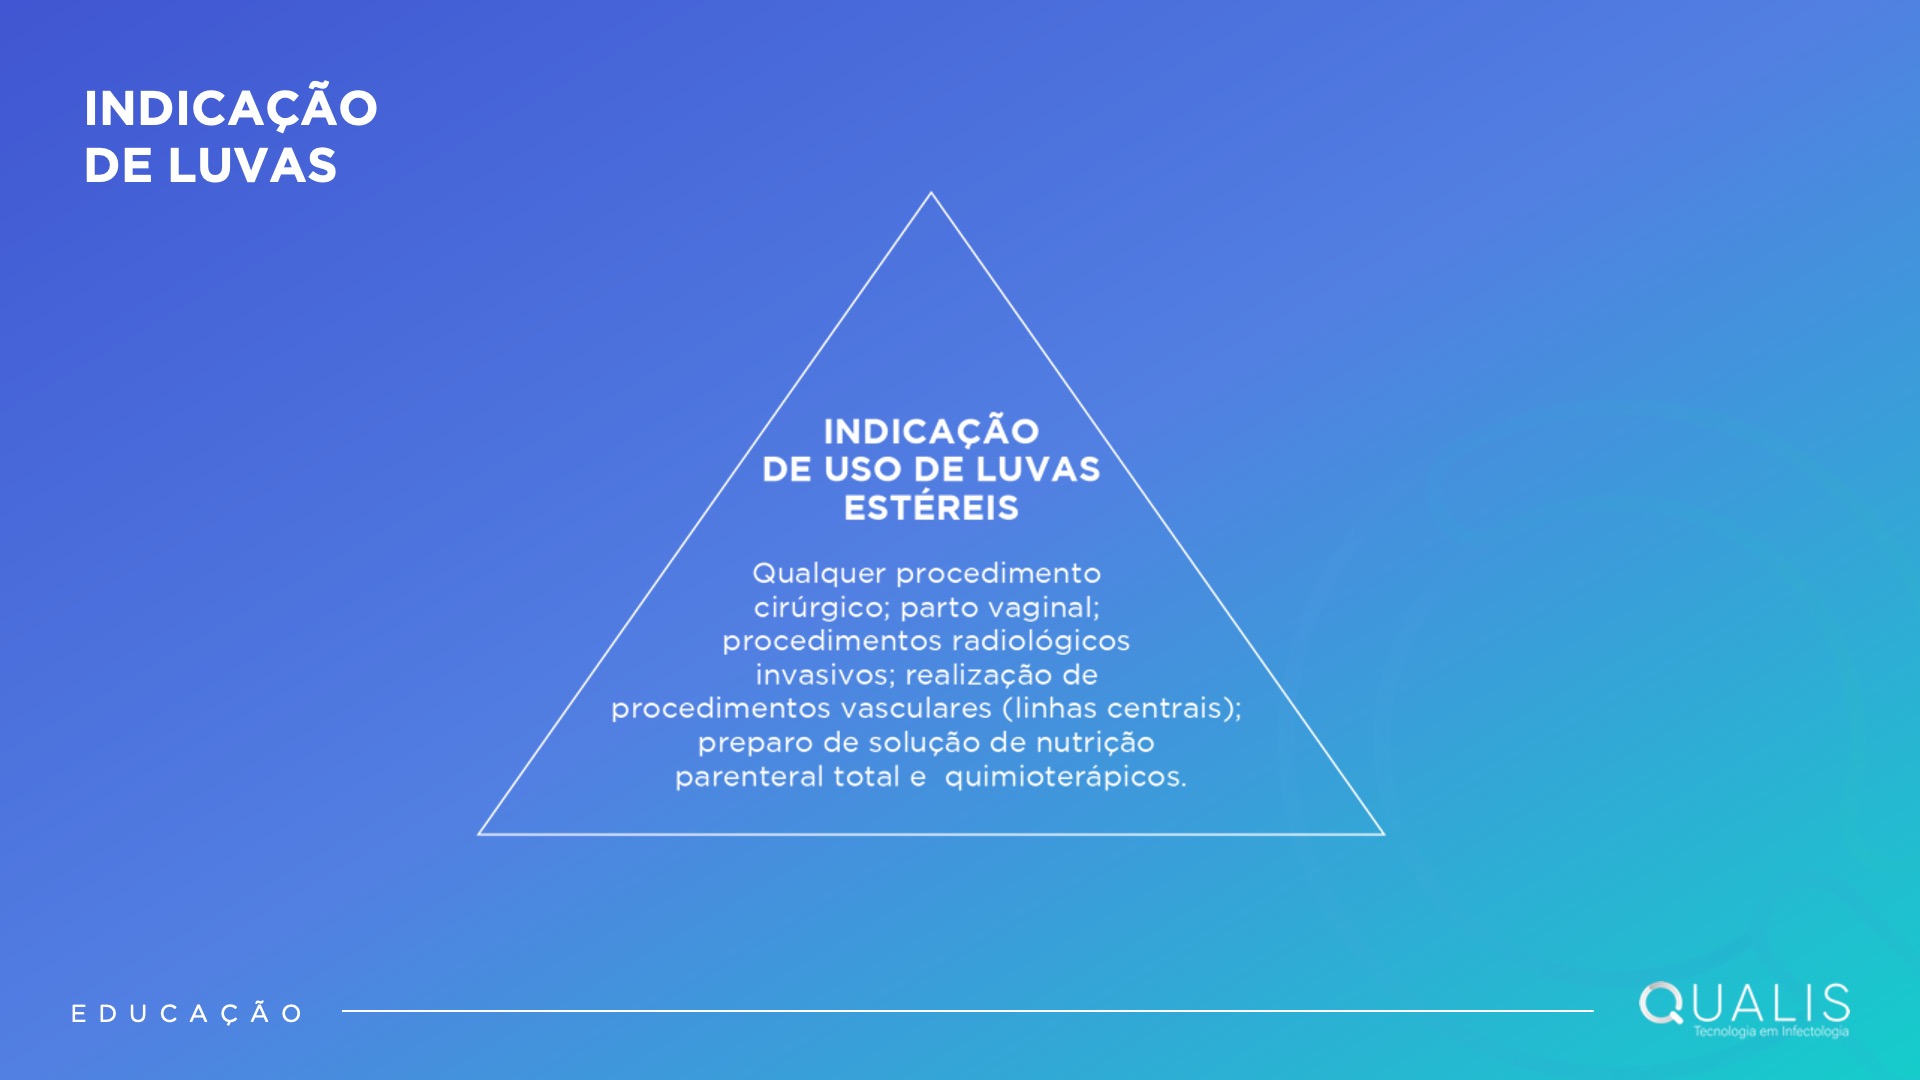 INDICAÇÃO
DE LUVAS
INDICAÇÃO
DE USO DE LUVAS
ESTÉREIS
Qualquer procedimento
cirúrgico; parto vaginal;
procedimentos radiológicos
invasivos; realização de
procedimentos vasculares (linhas centrais);
preparo de solução de nutrição
parenteral total e  quimioterápicos.
EDUCAÇÃO
QUALIS
Tecnologia em Infectologia